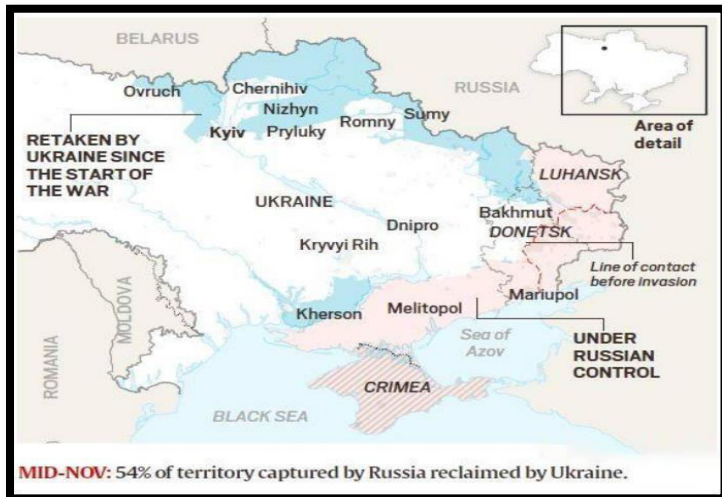 BELARUS
RUSSIA
Ovruch
Chernihiv
Nizhyn
Kyiv
Pryluky
Romny
Sumy
Area of
detail
RETAKEN BY
UKRAINE SINCE
THE START OF
THE WAR
LUHANSK
UKRAINE
Bakhmut
DONETSK
Dnipro
Kryvyi Rih
Line of contact
before invasion
MOLDOVA
ROMANIA
Kherson
Melitopol
Mariupol
Sea of
Azov
UNDER
RUSSIAN
CONTROL
CRIMEA
BLACK SEA
MID-NOV: 54% of territory captured by Russia reclaimed by Ukraine.